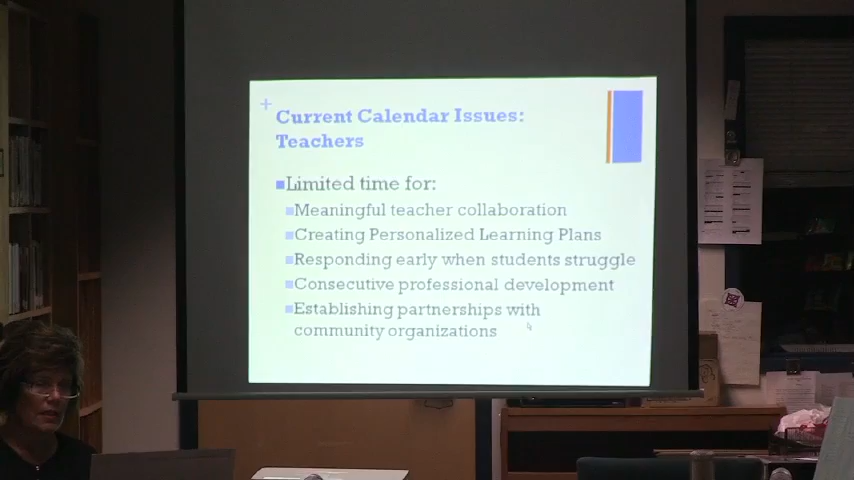 +
Current Calendar Issues:
Teachers
Limited time for:
Meaningful teacher collaboration
Creating Personalized Learning Plans
Responding early when students struggle
Consecutive professional development
Establishing partnerships with
community organizations